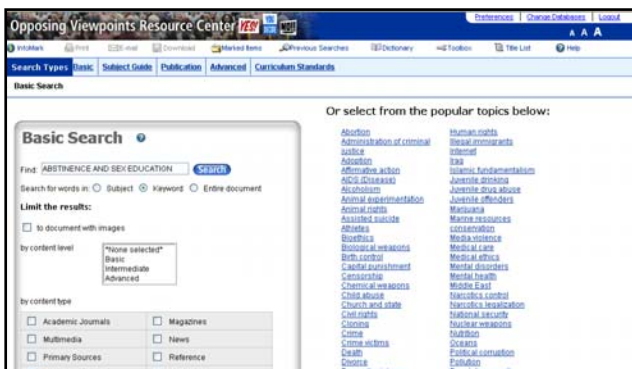 Opposing Viewpoints Resource Center YES!
Preferences | Change Databases | Logout
A A A
InfoMark Print E-mail Download Marked Items Previous Searches Dictionary Toolbox Title List Help
Search Types Basic Subject Guide Publication Advanced Curriculum Standards
Basic Search
Or select from the popular topics below:
Basic Search
Find: ABSTINENCE AND SEX EDUCATION Search
Search for words in: Subject Keyword Entire document
Limit the results:
to document with images
by content level
*None selected*
Basic
Intermediate
Advanced
by content type
Academic Journals Magazines
Multimedia News
Primary Sources Reference
Abortion
Administration of criminal
justice
Adoption
Affirmative action
AIDS (Disease)
Alcoholism
Animal experimentation
Animal rights
Assisted suicide
Athletes
Bioethics
Biological weapons
Birth control
Capital punishment
Censorship
Chemical weapons
Child abuse
Church and state
Civil rights
Cloning
Crime
Crime victims
Death
Divorce
Human rights
Illegal immigrants
Internet
Iraq
Islamic fundamentalism
Juvenile drinking
Juvenile drug abuse
Juvenile offenders
Marijuana
Marine resources
conservation
Media violence
Medical care
Medical ethics
Mental disorders
Mental health
Middle East
Narcotics control
Narcotics legalization
National security
Nuclear weapons
Nutrition
Oceans
Political corruption
Pollution